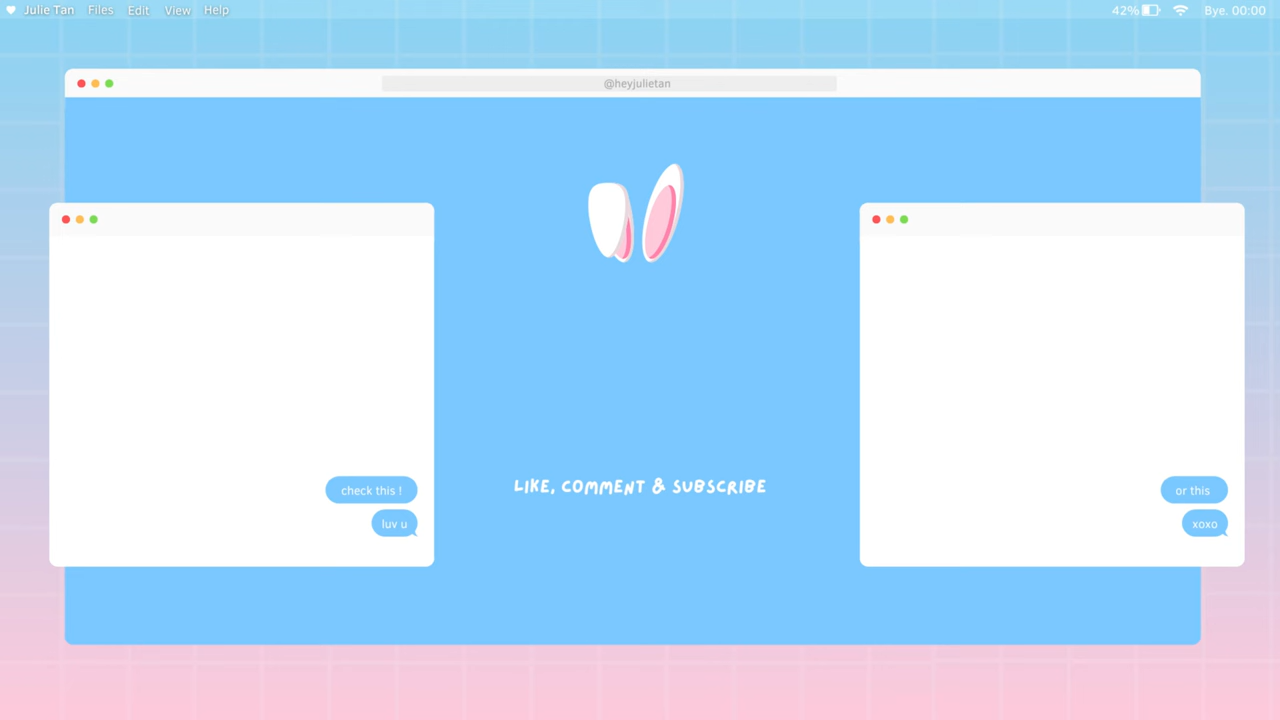 Julie Tan Files Edit View Help 42% Bye. 00:00
@heyjulietan
LIKE, COMMENT & SUBSCRIBE
check this !
luv u
or this
xoxo